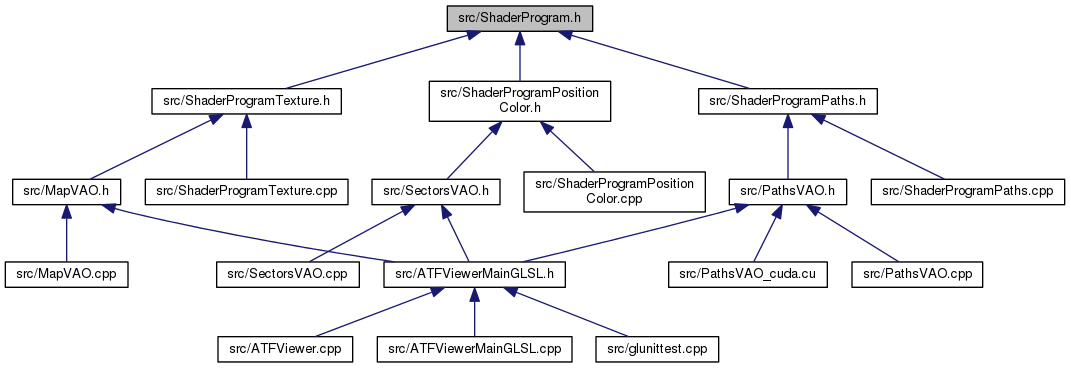 src/ShaderProgram.h
src/ShaderProgramTexture.h
src/ShaderProgramPosition
Color.h
src/ShaderProgramPaths.h
src/MapVAO.h
src/ShaderProgramTexture.cpp
src/SectorsVAO.h
src/ShaderProgramPosition
Color.cpp
src/PathsVAO.h
src/ShaderProgramPaths.cpp
src/MapVAO.cpp
src/SectorsVAO.cpp
src/ATFViewerMainGLSL.h
src/PathsVAO_cuda.cu
src/PathsVAO.cpp
src/ATFViewer.cpp
src/ATFViewerMainGLSL.cpp
src/glunittest.cpp